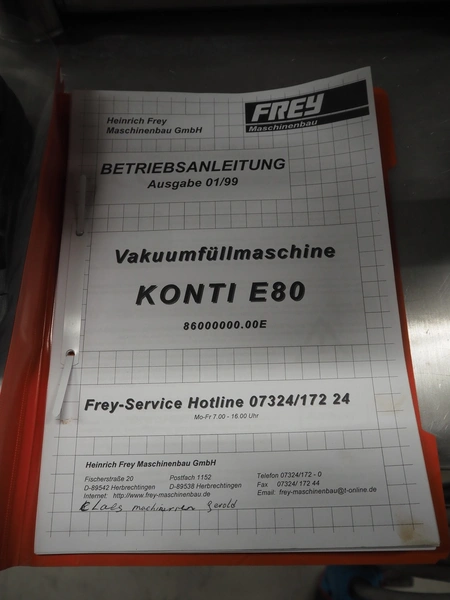 Heinrich Frey
Maschinenbau GmbH
FREY
Maschinenbau
BETRIEBSANLEITUNG
Ausgabe 01/99
Vakuumfüllmaschine
KONTI E80
86000000.00E
Frey-Service Hotline 07324/172 24
Mo-Fr 7.00 - 16.00 Uhr
Heinrich Frey Maschinenbau GmbH
Fischerstraße 20 Postfach 1152 Telefon 07324/172 - 0
D-89542 Herbrechtingen D-89538 Herbrechtingen Fax 07324/ 172 44
Internet: http://www.frey-maschinenbau.de Email: frey-maschinenbau@t-online.de